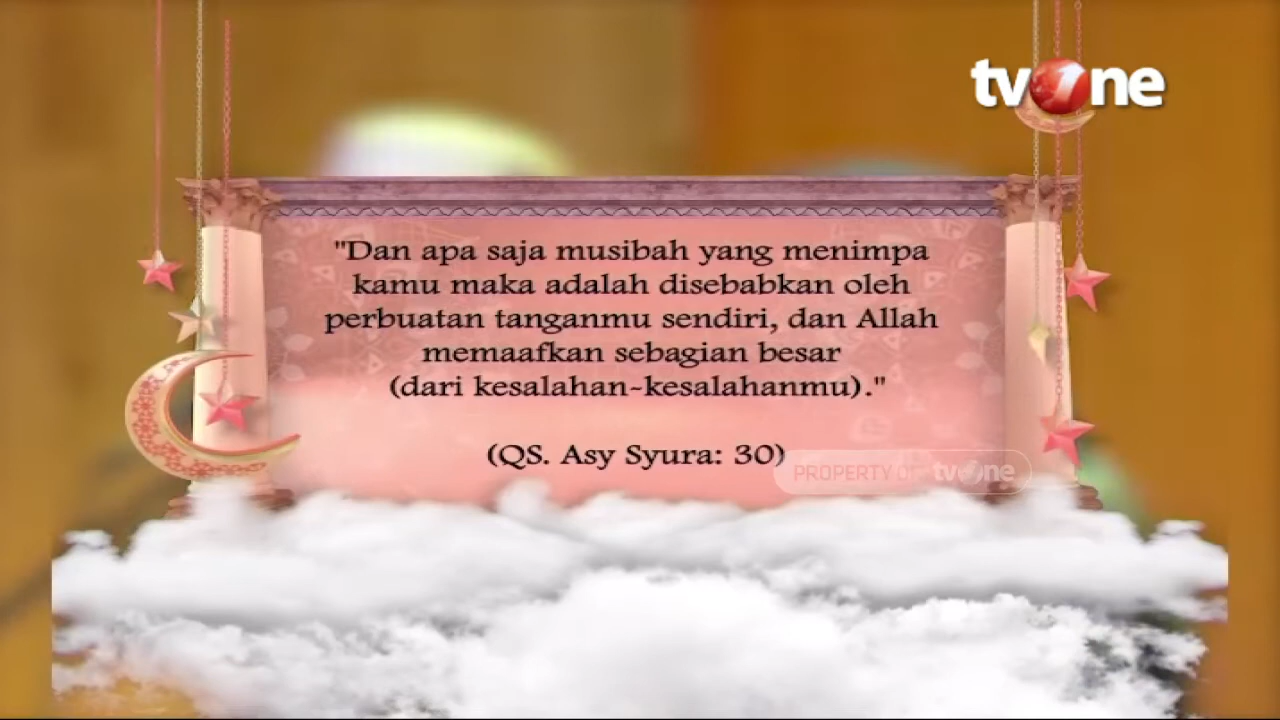 tvOne
"Dan apa saja musibah yang menimpa
kamu maka adalah disebabkan oleh
perbuatan tanganmu sendiri, dan Allah
memaafkan sebagian besar
(dari kesalahan-kesalahanmu)."
(QS. Asy Syura: 30)
PROPERTY OF tvOne